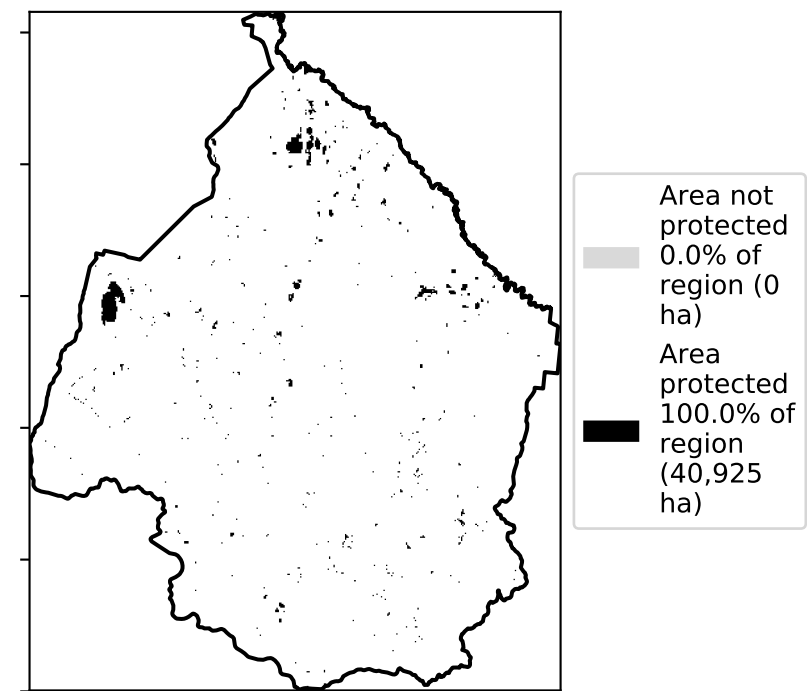 Area not
protected
0.0% of
region (0
ha)
Area
protected
100.0% of
region
(40,925
ha)